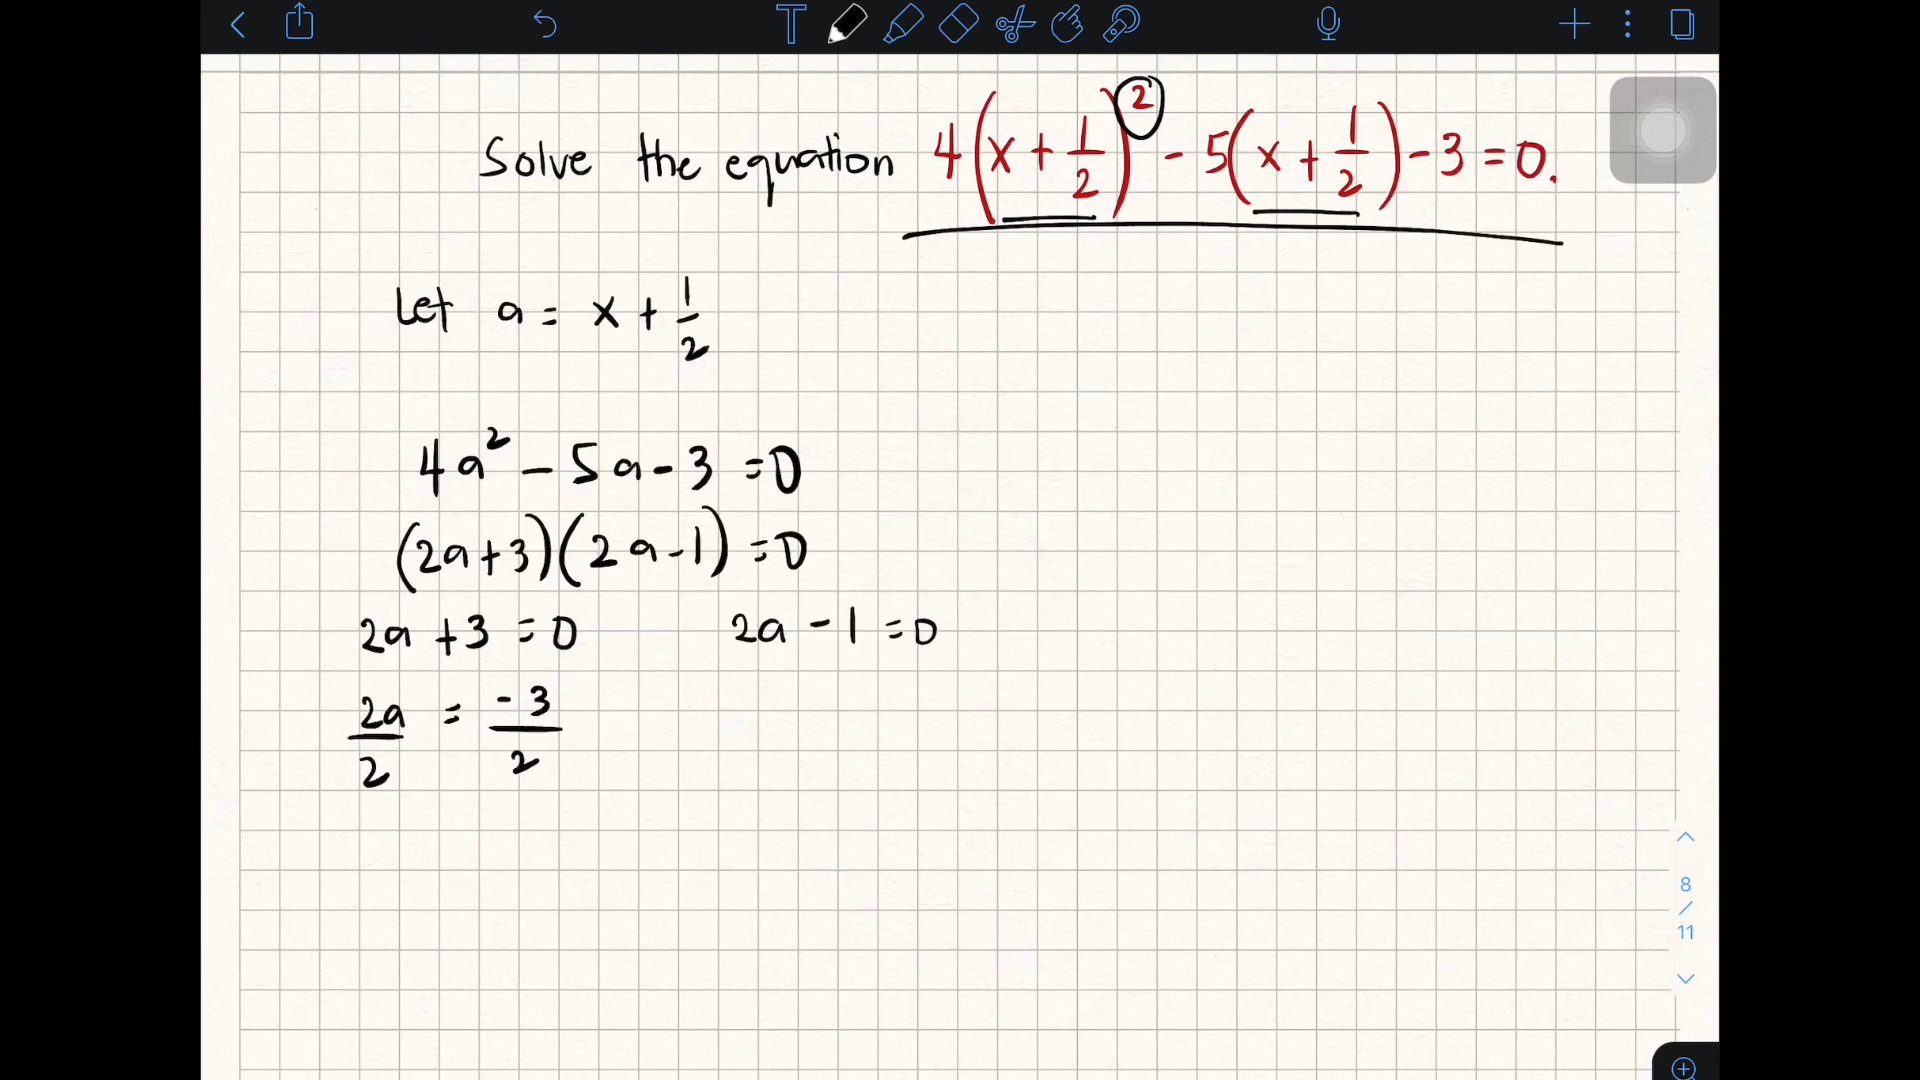 Solve the equation 4(x + 1/2)² - 5(x + 1/2) - 3 = 0.
Let a = x + 1/2
4a² - 5a - 3 = 0
(2a+3)(2a-1) = 0
2a + 3 = 0 2a - 1 = 0
2a/2 = -3/2
8
/
11